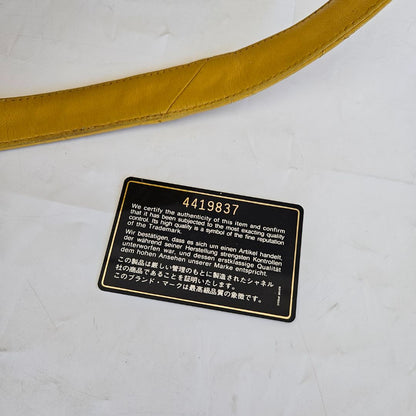 4419837
We certify the authenticity of this item and confirm
that it has been subjected to the most exacting quality
control. Its high quality is a symbol of the fine reputation
of the Trademark.
Wir bestätigen, dass es sich um einen Artikel handelt,
der während seiner Herstellung strengsten Kontrollen
unterworfen war, und dessen erstklassige Qualität
dem hohen Ansehen unserer Marke entspricht.
この製品は厳しい管理のもとに製造されたシャネル
社の商品であることを証明いたします。
このブランド・マークは最高級品質の象徴です。